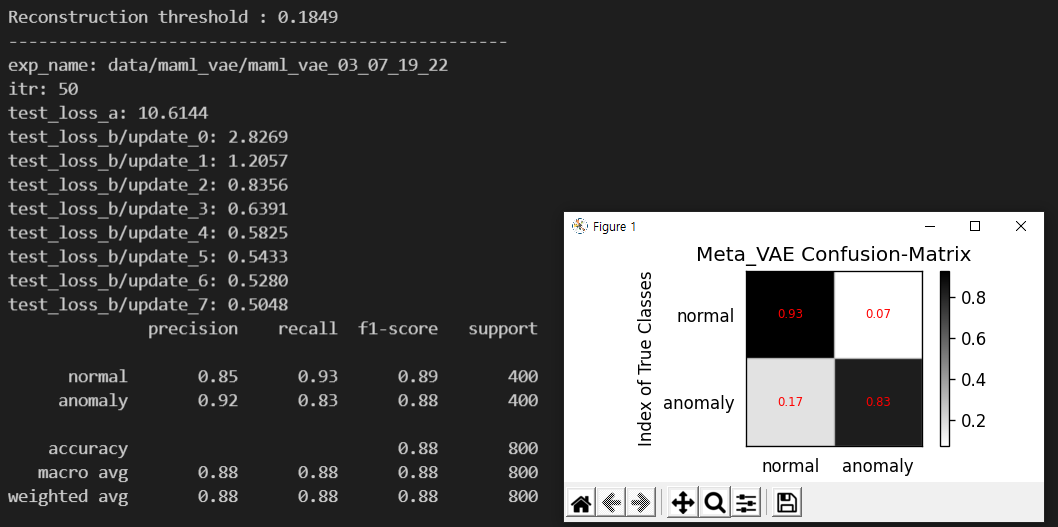 Reconstruction threshold : 0.1849
--------------------------------------------------
exp_name: data/maml_vae/maml_vae_03_07_19_22
itr: 50
test_loss_a: 10.6144
test_loss_b/update_0: 2.8269
test_loss_b/update_1: 1.2057
test_loss_b/update_2: 0.8356
test_loss_b/update_3: 0.6391
test_loss_b/update_4: 0.5825
test_loss_b/update_5: 0.5433
test_loss_b/update_6: 0.5280
test_loss_b/update_7: 0.5048
precision recall f1-score support
normal 0.85 0.93 0.89 400
anomaly 0.92 0.83 0.88 400
accuracy 0.88 800
macro avg 0.88 0.88 0.88 800
weighted avg 0.88 0.88 0.88 800
Figure 1
Meta_VAE Confusion-Matrix
Index of True Classes
normal 0.93 0.07
anomaly 0.17 0.83
normal anomaly
0.8
0.6
0.4
0.2